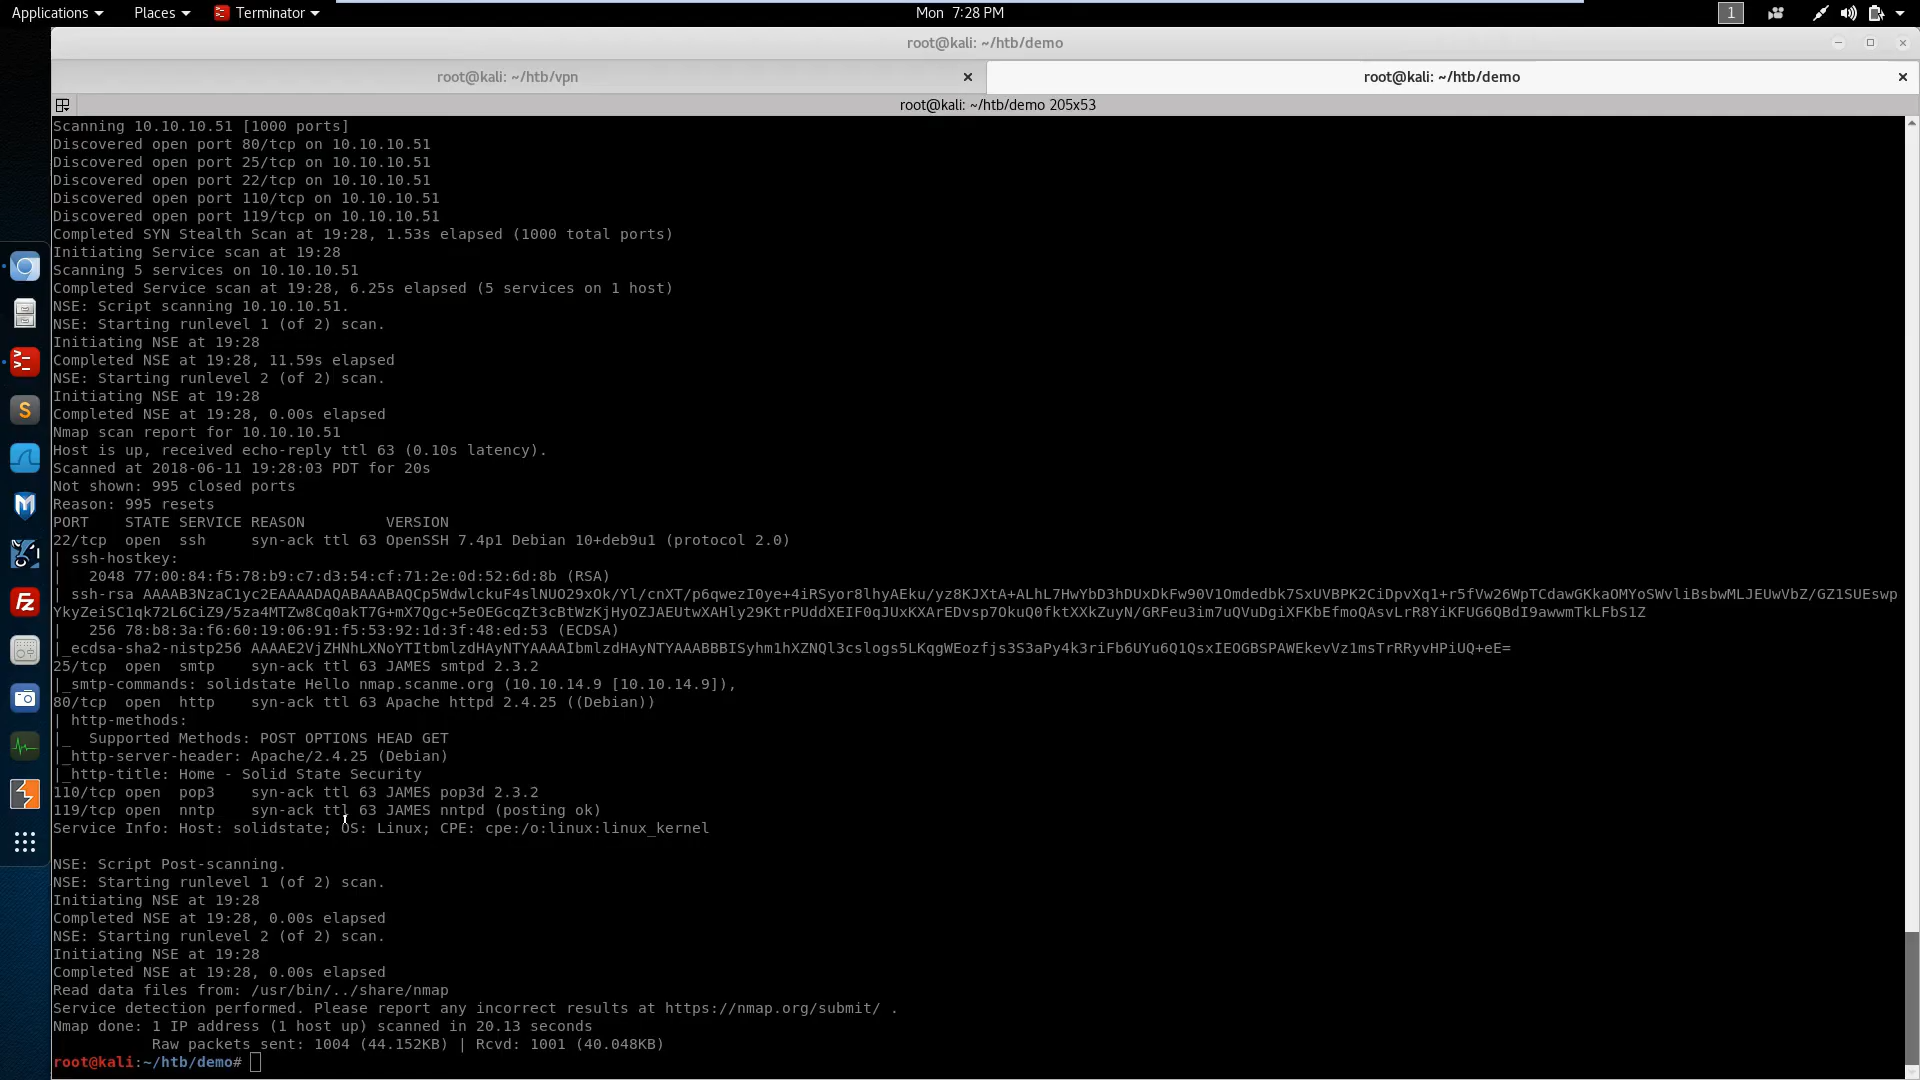 Applications Places Terminator Mon 7:28 PM 1
root@kali: ~/htb/demo
root@kali: ~/htb/vpn root@kali: ~/htb/demo
root@kali: ~/htb/demo 205x53
Scanning 10.10.10.51 [1000 ports]
Discovered open port 80/tcp on 10.10.10.51
Discovered open port 25/tcp on 10.10.10.51
Discovered open port 22/tcp on 10.10.10.51
Discovered open port 110/tcp on 10.10.10.51
Discovered open port 119/tcp on 10.10.10.51
Completed SYN Stealth Scan at 19:28, 1.53s elapsed (1000 total ports)
Initiating Service scan at 19:28
Scanning 5 services on 10.10.10.51
Completed Service scan at 19:28, 6.25s elapsed (5 services on 1 host)
NSE: Script scanning 10.10.10.51.
NSE: Starting runlevel 1 (of 2) scan.
Initiating NSE at 19:28
Completed NSE at 19:28, 11.59s elapsed
NSE: Starting runlevel 2 (of 2) scan.
Initiating NSE at 19:28
Completed NSE at 19:28, 0.00s elapsed
Nmap scan report for 10.10.10.51
Host is up, received echo-reply ttl 63 (0.10s latency).
Scanned at 2018-06-11 19:28:03 PDT for 20s
Not shown: 995 closed ports
Reason: 995 resets
PORT    STATE SERVICE REASON         VERSION
22/tcp  open  ssh     syn-ack ttl 63 OpenSSH 7.4p1 Debian 10+deb9u1 (protocol 2.0)
| ssh-hostkey:
|   2048 77:00:84:f5:78:b9:c7:d3:54:cf:71:2e:0d:52:6d:8b (RSA)
| ssh-rsa AAAAB3NzaC1yc2EAAAADAQABAAABAQCp5WdwlckuF4slNUO29xOk/Yl/cnXT/p6qwezI0ye+4iRSyor8lhyAEku/yz8KJXtA+ALhL7HwYbD3hDUxDkFw90V1Omdedbk7SxUVBPK2CiDpvXq1+r5fVw26WpTCdawGKkaOMYoSWvliBsbwMLJEUwVbZ/GZ1SUEswp
YkyZeiSC1qk72L6CiZ9/5za4MTZw8Cq0akT7G+mX7Qgc+5eOEGcqZt3cBtWzKjHyOZJAEUtwXAHly29KtrPUddXEIF0qJUxKXArEDvsp7OkuQ0fktXXkZuyN/GRFeu3im7uQVuDgiXFKbEfmoQAsvLrR8YiKFUG6QBdI9awwmTkLFbS1Z
|   256 78:b8:3a:f6:60:19:06:91:f5:53:92:1d:3f:48:ed:53 (ECDSA)
|_ecdsa-sha2-nistp256 AAAAE2VjZHNhLXNoYTItbmlzdHAyNTYAAAAIbmlzdHAyNTYAAABBBISyhm1hXZNQl3cslogs5LKqgWEozfjs3S3aPy4k3riFb6UYu6Q1QsxIEOGBSPAWEkevVz1msTrRRyvHPiUQ+eE=
25/tcp  open  smtp    syn-ack ttl 63 JAMES smtpd 2.3.2
|_smtp-commands: solidstate Hello nmap.scanme.org (10.10.14.9 [10.10.14.9]),
80/tcp  open  http    syn-ack ttl 63 Apache httpd 2.4.25 ((Debian))
| http-methods:
|_  Supported Methods: POST OPTIONS HEAD GET
|_http-server-header: Apache/2.4.25 (Debian)
|_http-title: Home - Solid State Security
110/tcp open  pop3    syn-ack ttl 63 JAMES pop3d 2.3.2
119/tcp open  nntp    syn-ack ttl 63 JAMES nntpd (posting ok)
Service Info: Host: solidstate; OS: Linux; CPE: cpe:/o:linux:linux_kernel
NSE: Script Post-scanning.
NSE: Starting runlevel 1 (of 2) scan.
Initiating NSE at 19:28
Completed NSE at 19:28, 0.00s elapsed
NSE: Starting runlevel 2 (of 2) scan.
Initiating NSE at 19:28
Completed NSE at 19:28, 0.00s elapsed
Read data files from: /usr/bin/../share/nmap
Service detection performed. Please report any incorrect results at https://nmap.org/submit/ .
Nmap done: 1 IP address (1 host up) scanned in 20.13 seconds
Raw packets sent: 1004 (44.152KB) | Rcvd: 1001 (40.048KB)
root@kali:~/htb/demo#